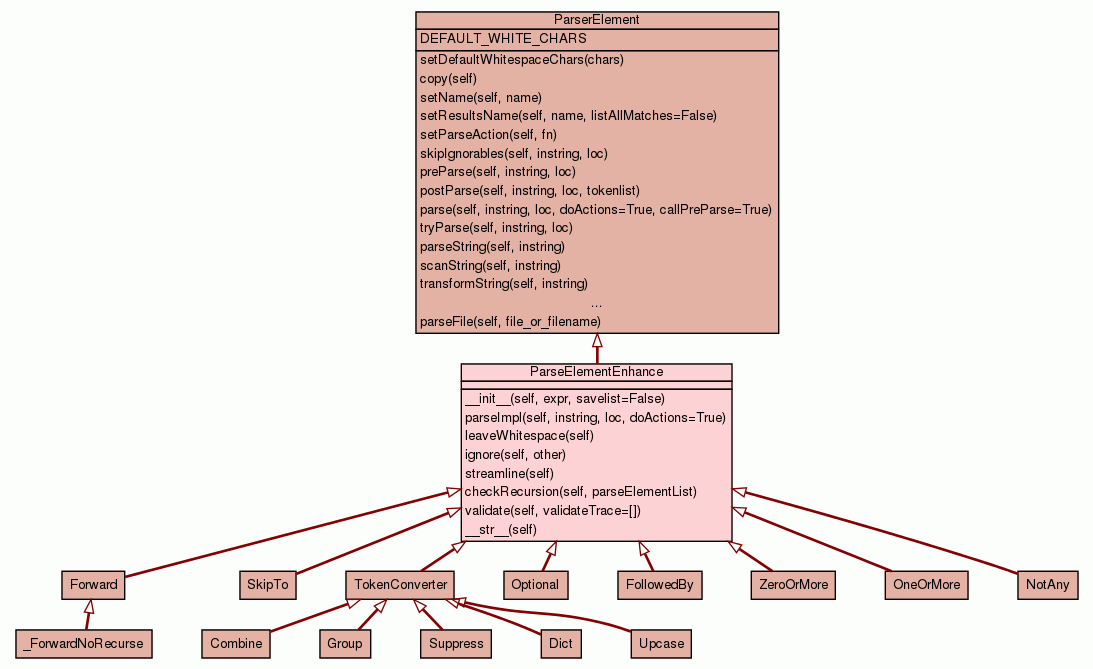 ParserElement
DEFAULT_WHITE_CHARS
setDefaultWhitespaceChars(chars)
copy(self)
setName(self, name)
setResultsName(self, name, listAllMatches=False)
setParseAction(self, fn)
skipIgnorables(self, instring, loc)
preParse(self, instring, loc)
postParse(self, instring, loc, tokenlist)
parse(self, instring, loc, doActions=True, callPreParse=True)
tryParse(self, instring, loc)
parseString(self, instring)
scanString(self, instring)
transformString(self, instring)
...
parseFile(self, file_or_filename)
ParseElementEnhance
__init__(self, expr, savelist=False)
parseImpl(self, instring, loc, doActions=True)
leaveWhitespace(self)
ignore(self, other)
streamline(self)
checkRecursion(self, parseElementList)
validate(self, validateTrace=[])
__str__(self)
Forward SkipTo TokenConverter Optional FollowedBy ZeroOrMore OneOrMore NotAny
_ForwardNoRecurse Combine Group Suppress Dict Upcase